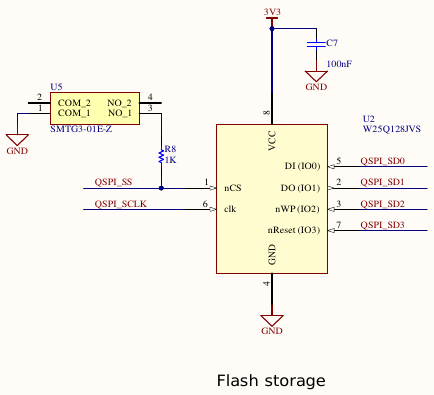 3V3
C7
100nF
GND
U5
2 COM_2 NO_2 4
1 COM_1 NO_1 3
SMTG3-01E-Z
GND
R8
1K
U2
W25Q128JVS
8
VCC
QSPI_SS 1 nCS
QSPI_SCLK 6 clk
DI (IO0) 5 QSPI_SD0
DO (IO1) 2 QSPI_SD1
nWP (IO2) 3 QSPI_SD2
nReset (IO3) 7 QSPI_SD3
GND
4
GND
Flash storage